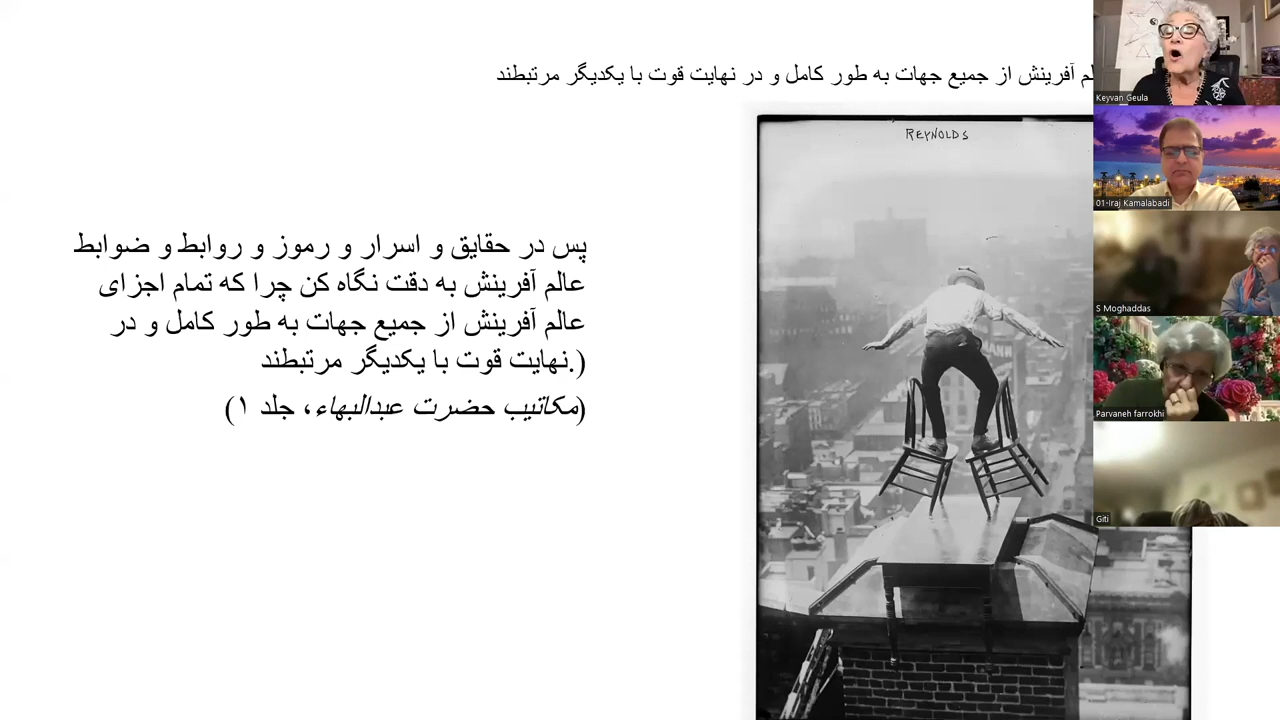 آفرینش از جمیع جهات به طور کامل و در نهایت قوت با یکدیگر مرتبطند
REYNOLDS
پس در حقایق و اسرار و رموز و روابط و ضوابط
عالم آفرینش به دقت نگاه کن چرا که تمام اجزای
عالم آفرینش از جمیع جهات به طور کامل و در
(.نهایت قوت با یکدیگر مرتبطند
(مکاتیب حضرت عبدالبهاء، جلد ۱)
Keyvan Geula
01-Iraj Kamalabadi
S Moghaddas
Parvaneh farrokhi
Giti